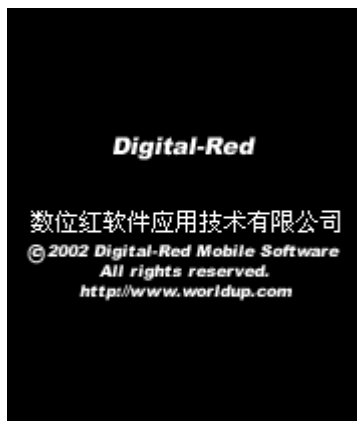 Digital-Red
数位红软件应用技术有限公司
©2002 Digital-Red Mobile Software
All rights reserved.
http://www.worldup.com